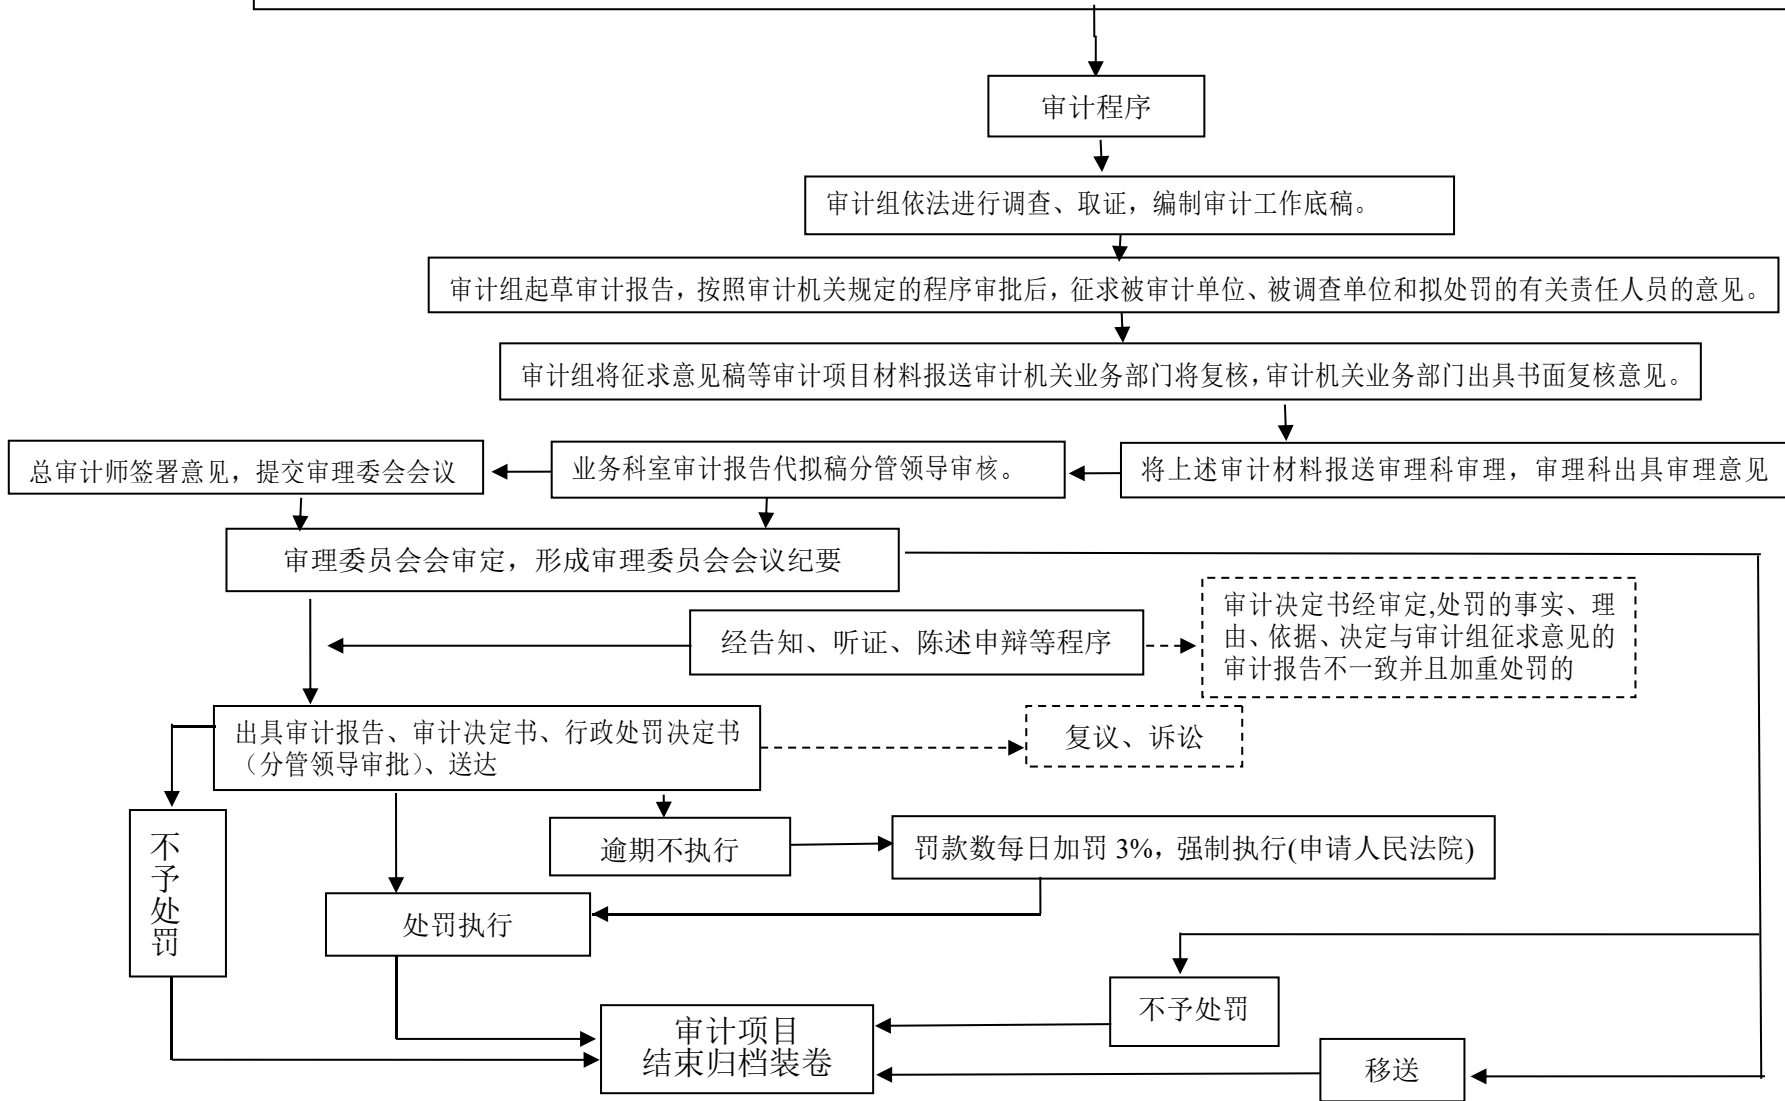 审计程序
审计组依法进行调查、取证，编制审计工作底稿。
审计组起草审计报告，按照审计机关规定的程序审批后，征求被审计单位、被调查单位和拟处罚的有关责任人员的意见。
审计组将征求意见稿等审计项目材料报送审计机关业务部门将复核，审计机关业务部门出具书面复核意见。
总审计师签署意见，提交审理委会会议
业务科室审计报告代拟稿分管领导审核。
将上述审计材料报送审理科审理，审理科出具审理意见
审理委员会会审定，形成审理委员会会议纪要
经告知、听证、陈述申辩等程序
审计决定书经审定,处罚的事实、理
由、依据、决定与审计组征求意见的
审计报告不一致并且加重处罚的
出具审计报告、审计决定书、行政处罚决定书
（分管领导审批）、送达
复议、诉讼
不
予
处
罚
逾期不执行
罚款数每日加罚 3%，强制执行(申请人民法院)
处罚执行
不予处罚
审计项目
结束归档装卷
移送